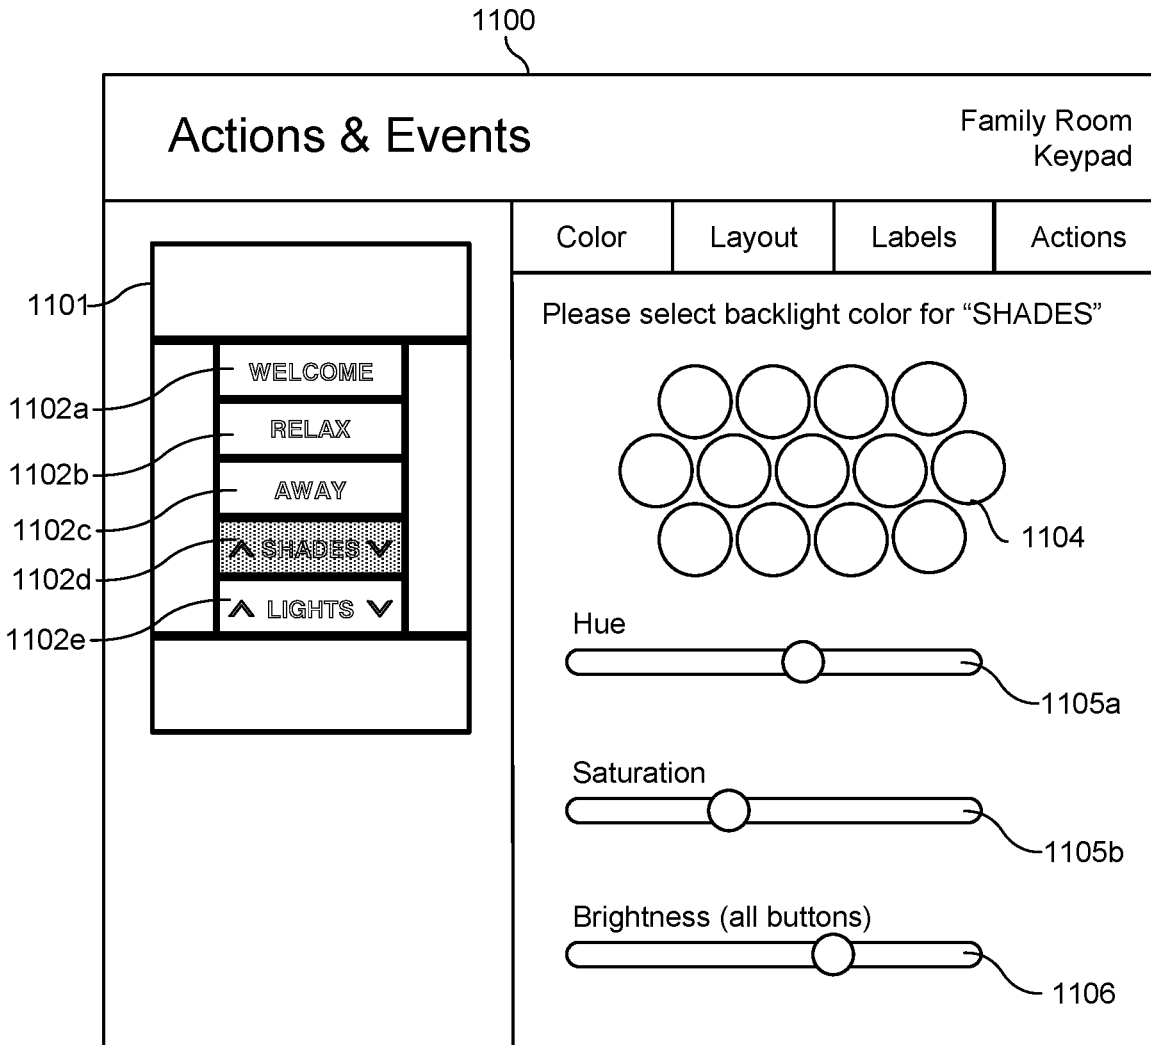 1100
Actions & Events
Family Room
Keypad
Color
Layout
Labels
Actions
1101
1102a
1102b
1102c
1102d
1102e
WELCOME
RELAX
AWAY
SHADES
LIGHTS
Please select backlight color for “SHADES”
1104
Hue
1105a
Saturation
1105b
Brightness (all buttons)
1106